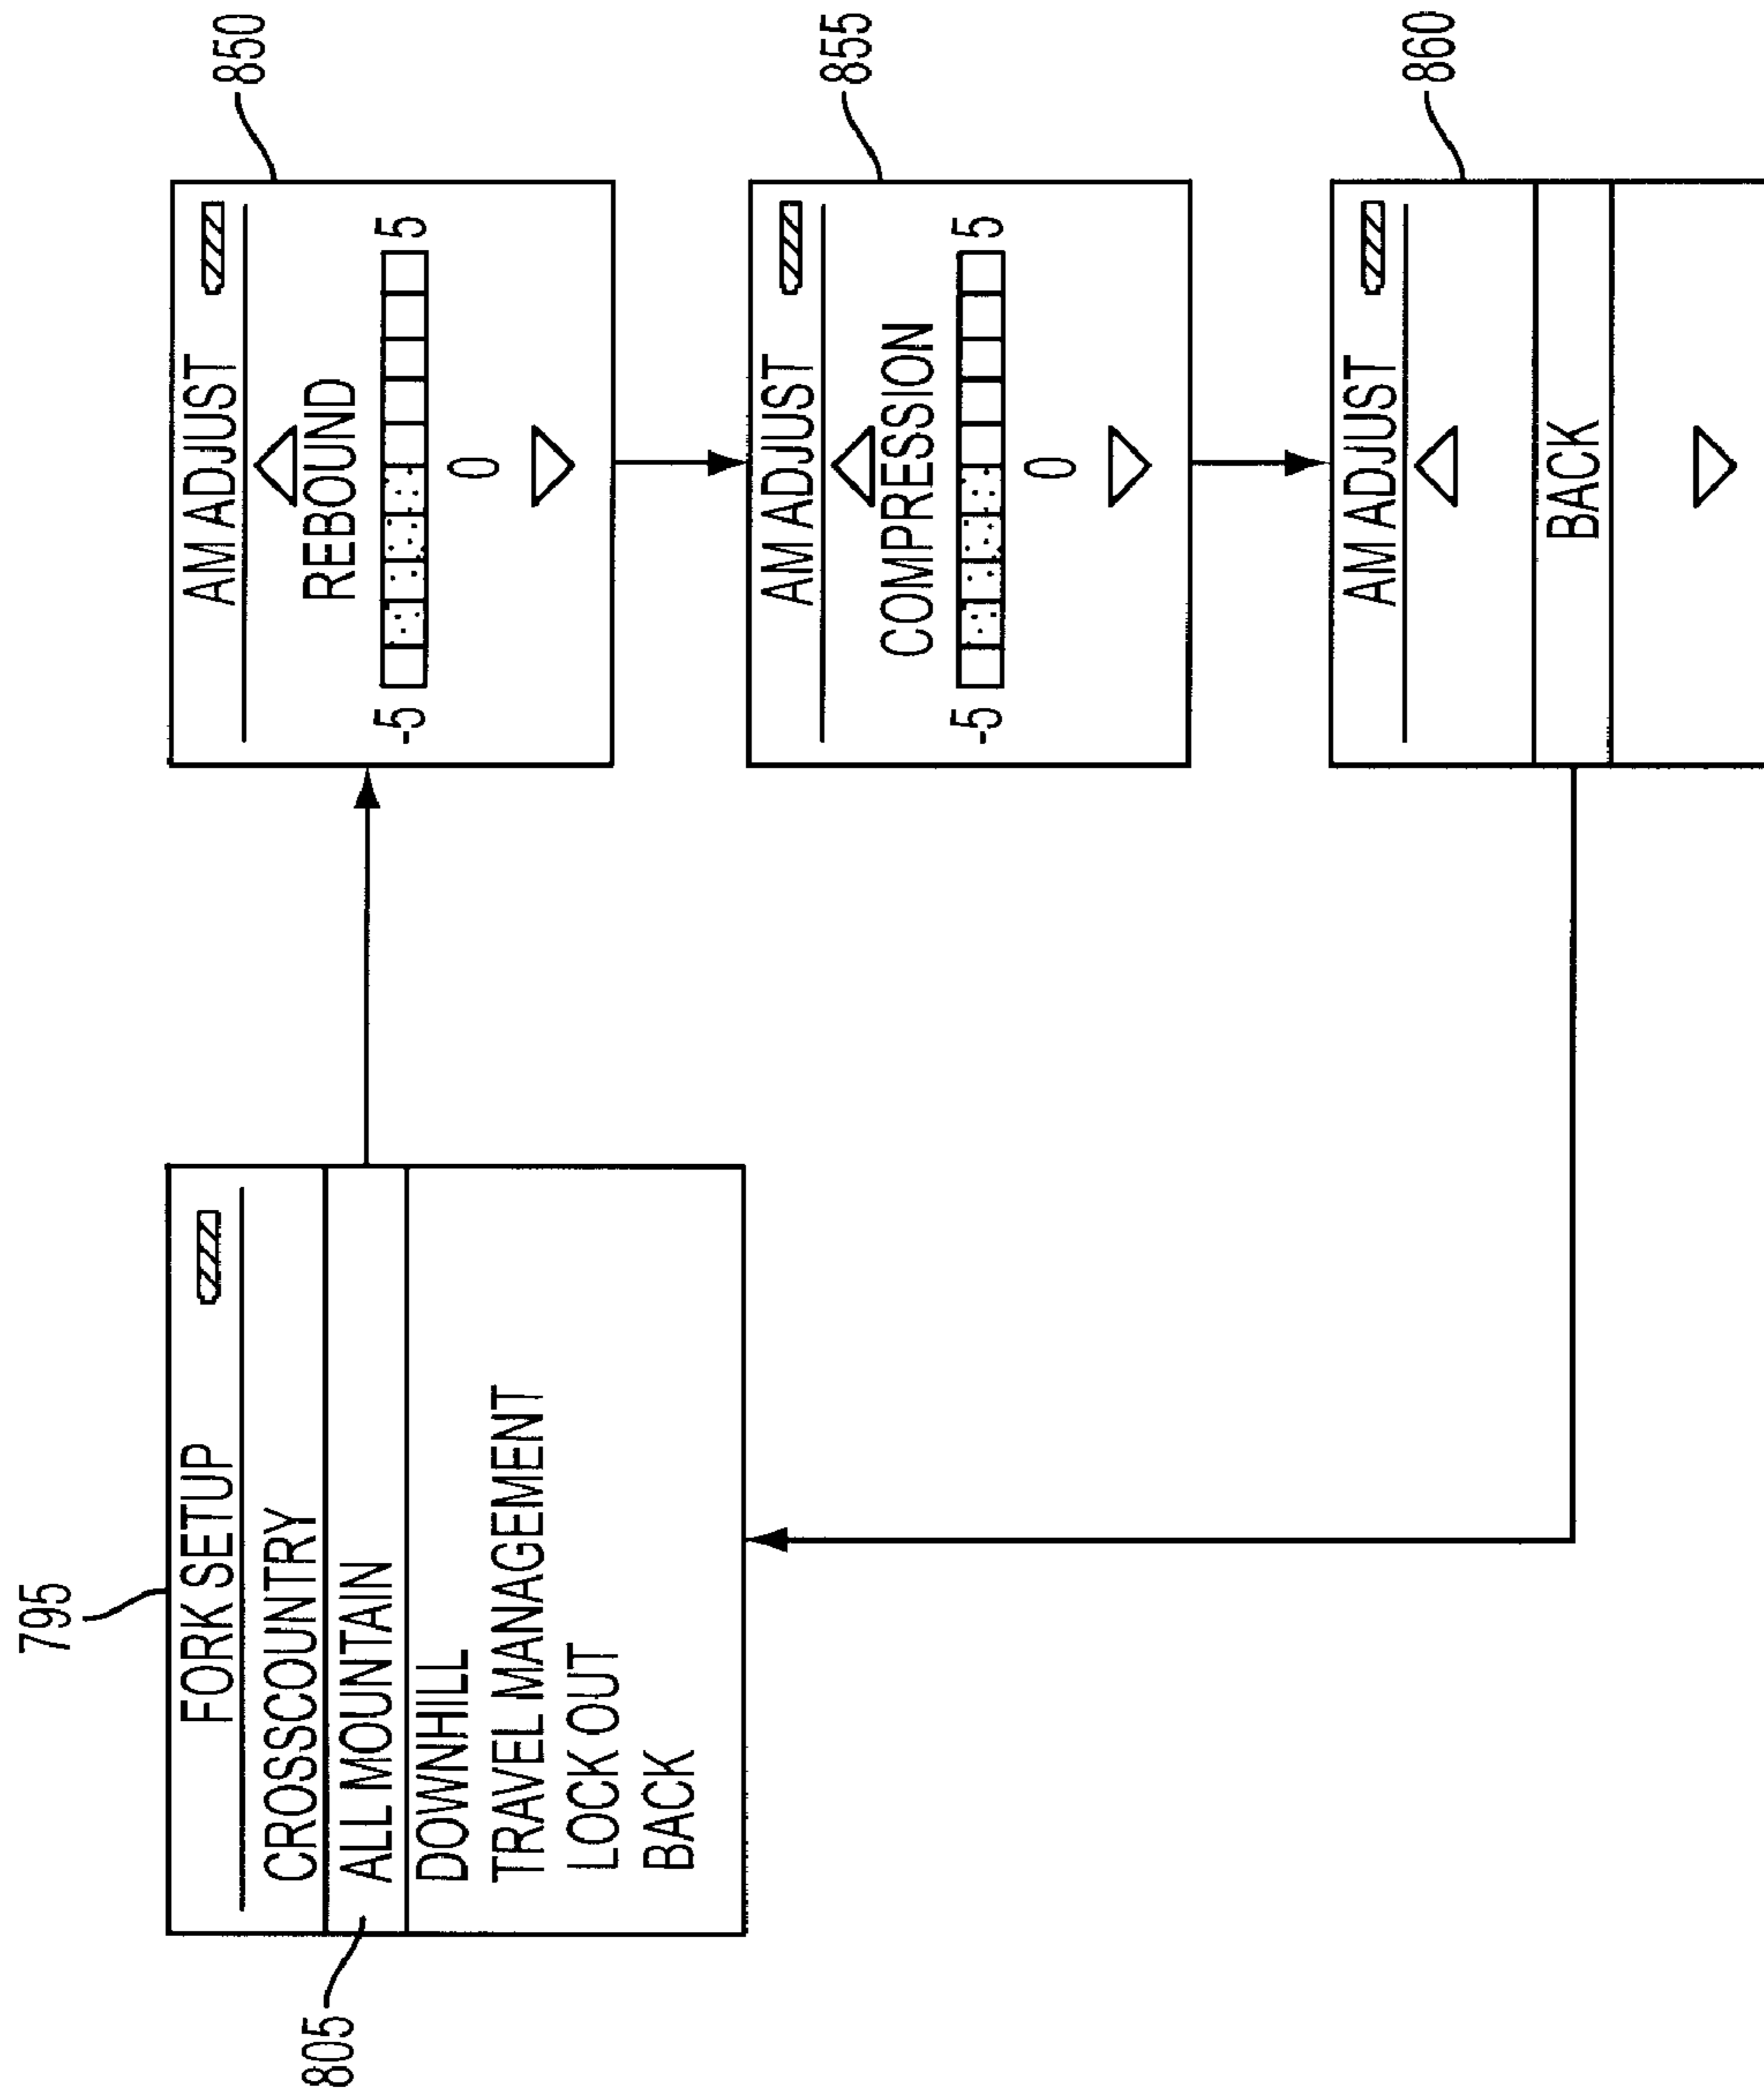 795
FORK SETUP
CROSSCOUNTRY
ALL MOUNTAIN
DOWNHILL
TRAVEL MANAGEMENT
LOCK OUT
BACK
805
850
AM ADJUST
REBOUND
-5 5
0
855
AM ADJUST
COMPRESSION
-5 5
0
860
AM ADJUST
BACK